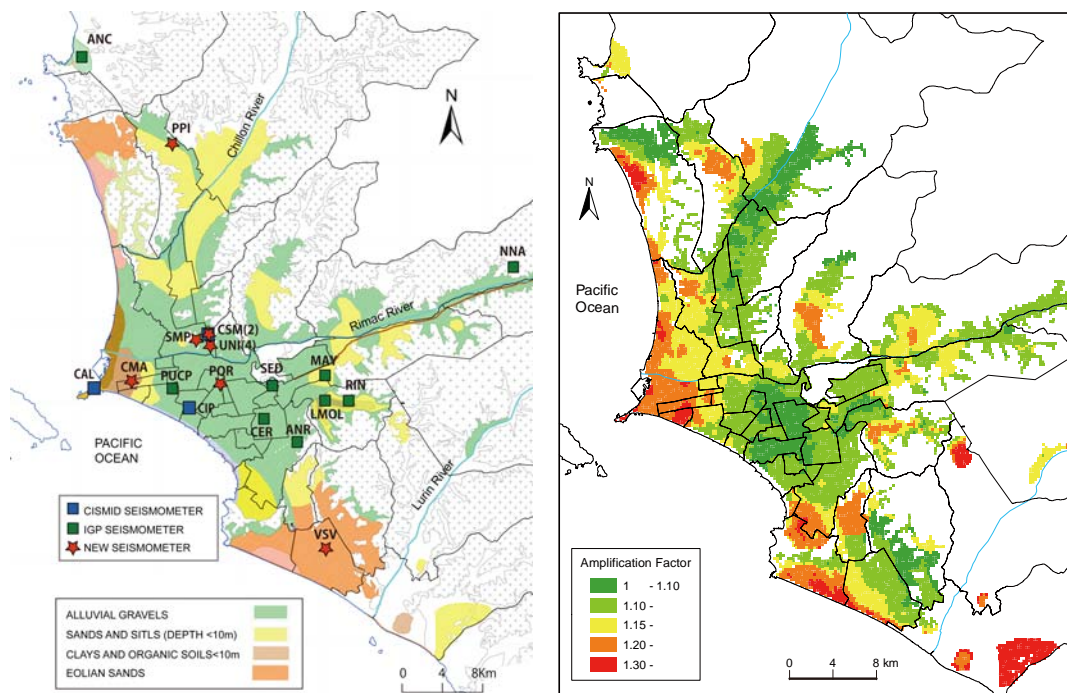 ANC
N
PPI
Chillon River
NNA
Rimac River
CSM(2)
SMP
UNI(4)
CMA
PQR
SED
MAY
CAL
PUCP
RIN
CIP
LMOL
CER
ANR
PACIFIC
OCEAN
Lurin River
VSV
CISMID SEISMOMETER
IGP SEISMOMETER
NEW SEISMOMETER
ALLUVIAL GRAVELS
SANDS AND SITLS (DEPTH <10m)
CLAYS AND ORGANIC SOILS<10m
EOLIAN SANDS
0 4 8Km
N
Pacific
Ocean
Amplification Factor
1 - 1.10
1.10 -
1.15 -
1.20 -
1.30 -
0 4 8 km